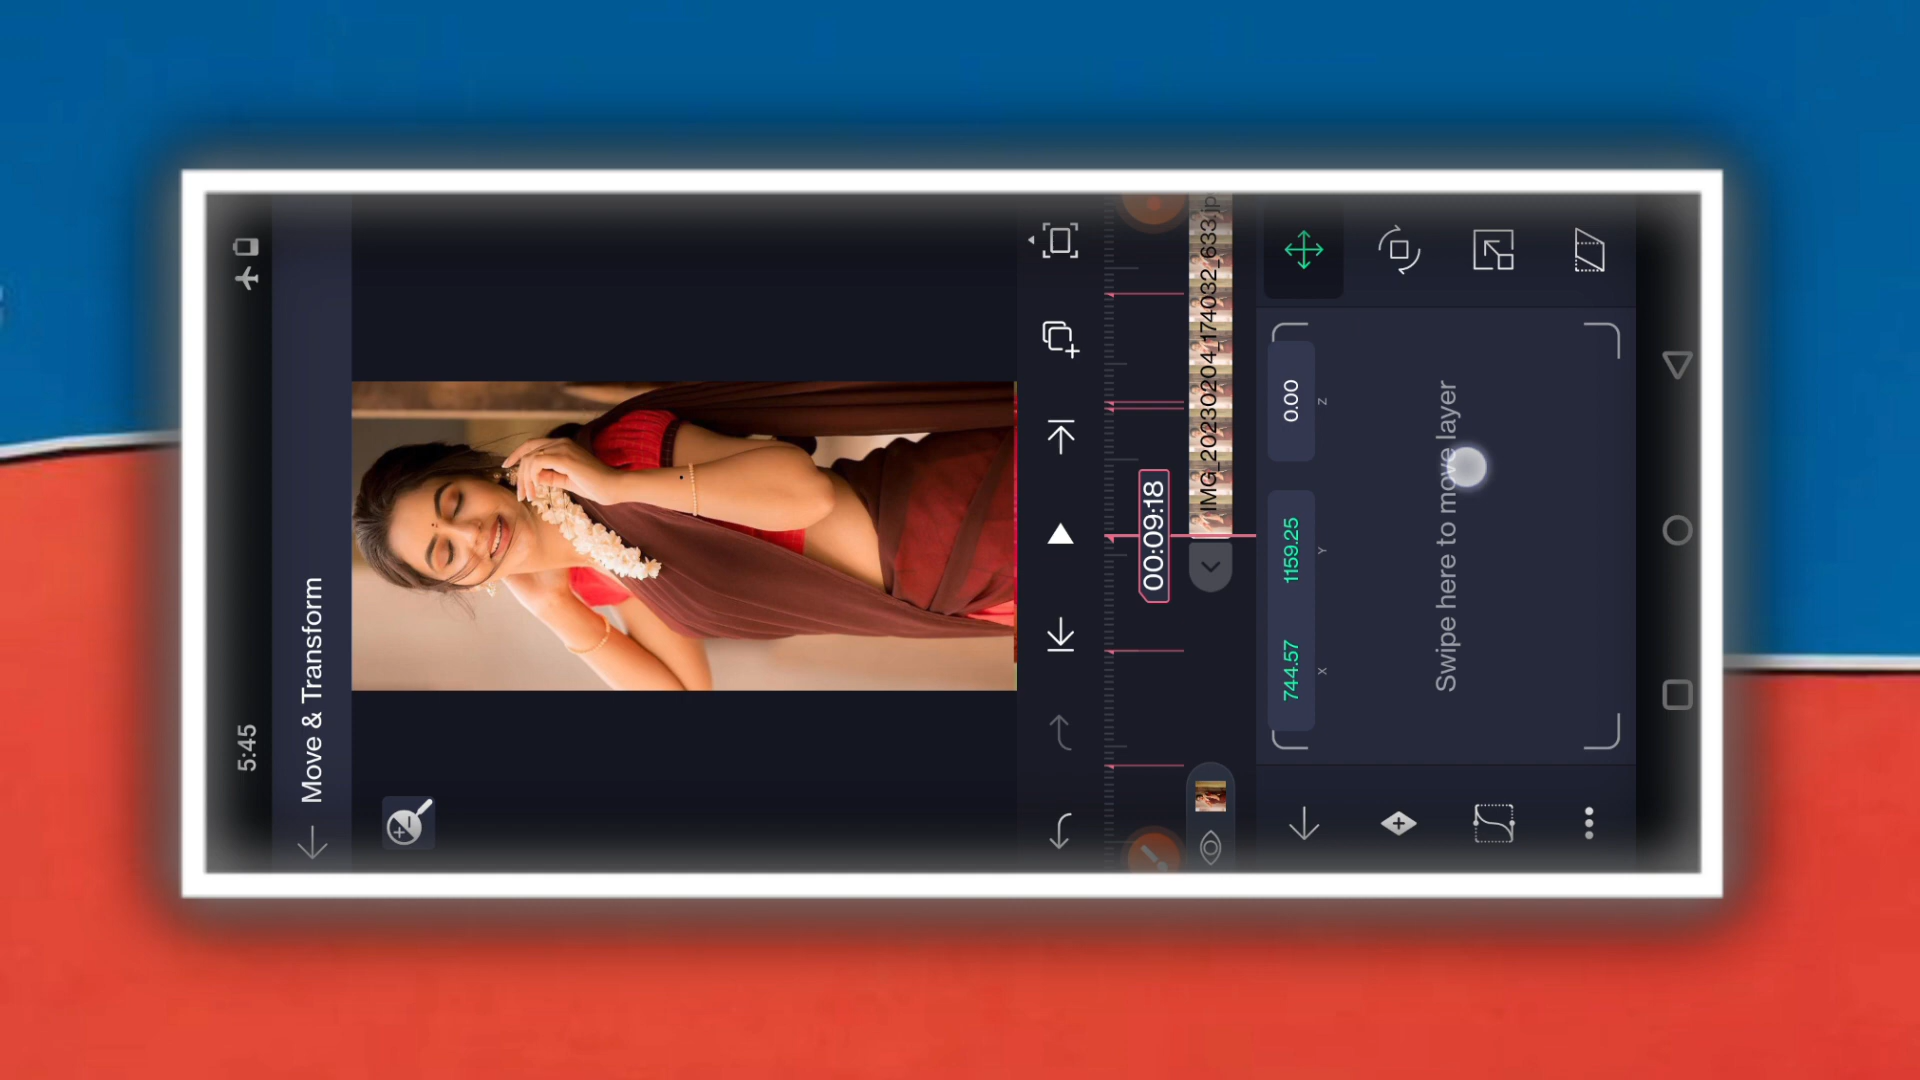 5:45
Move & Transform
00:09:18
IMG_20230204_174032_633.jp
744.57
1159.25
0.00
X
Y
Z
Swipe here to move layer